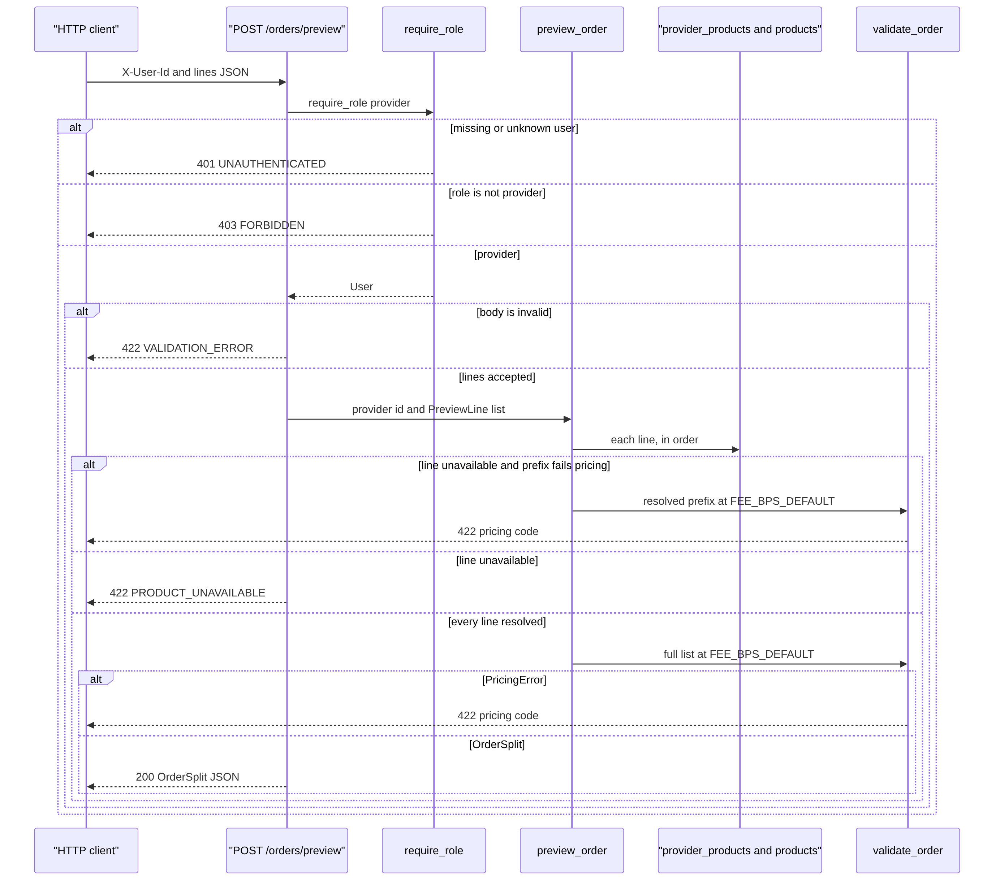 "HTTP client"
"POST /orders/preview"
require_role
preview_order
"provider_products and products"
validate_order
X-User-Id and lines JSON
require_role provider
alt
[missing or unknown user]
401 UNAUTHENTICATED
[role is not provider]
403 FORBIDDEN
[provider]
User
alt
[body is invalid]
422 VALIDATION_ERROR
[lines accepted]
provider id and PreviewLine list
each line, in order
alt
[line unavailable and prefix fails pricing]
resolved prefix at FEE_BPS_DEFAULT
422 pricing code
[line unavailable]
422 PRODUCT_UNAVAILABLE
[every line resolved]
full list at FEE_BPS_DEFAULT
alt
[PricingError]
422 pricing code
[OrderSplit]
200 OrderSplit JSON
"HTTP client"
"POST /orders/preview"
require_role
preview_order
"provider_products and products"
validate_order